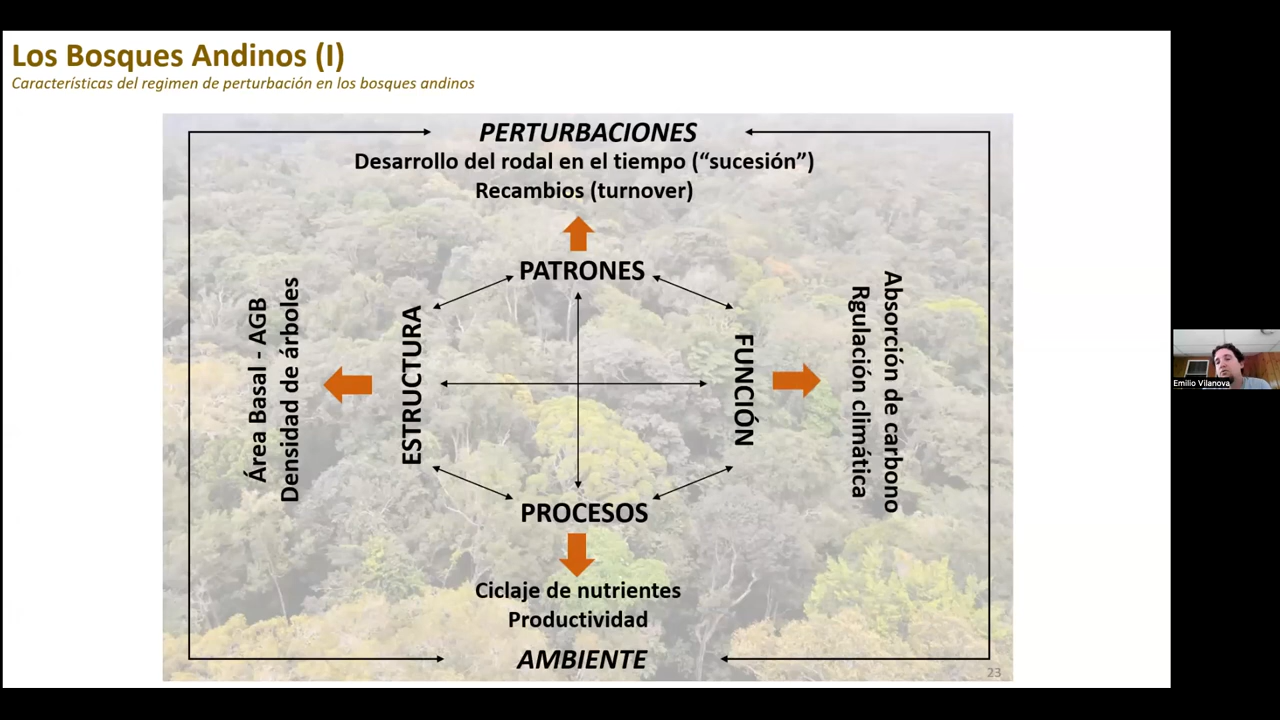 Los Bosques Andinos (I)
Características del regimen de perturbación en los bosques andinos
PERTURBACIONES
Desarrollo del rodal en el tiempo (“sucesión”)
Recambios (turnover)
PATRONES
Área Basal - AGB
Densidad de árboles
ESTRUCTURA
FUNCIÓN
Absorción de carbono
Rgulación climática
PROCESOS
Ciclaje de nutrientes
Productividad
AMBIENTE
23
Emilio Vilanova